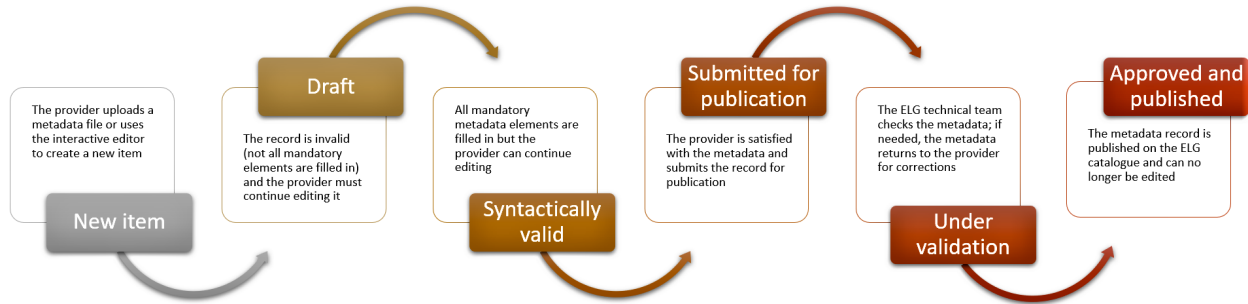 The provider uploads a
metadata file or uses
the interactive editor
to create a new item
New item
Draft
The record is invalid
(not all mandatory
elements are filled in)
and the provider must
continue editing it
All mandatory
metadata elements are
filled in but the
provider can continue
editing
Syntactically
valid
Submitted for
publication
The provider is satisfied
with the metadata and
submits the record for
publication
The ELG technical team
checks the metadata; if
needed, the metadata
returns to the provider
for corrections
Under
validation
Approved and
published
The metadata record is
published on the ELG
catalogue and can no
longer be edited